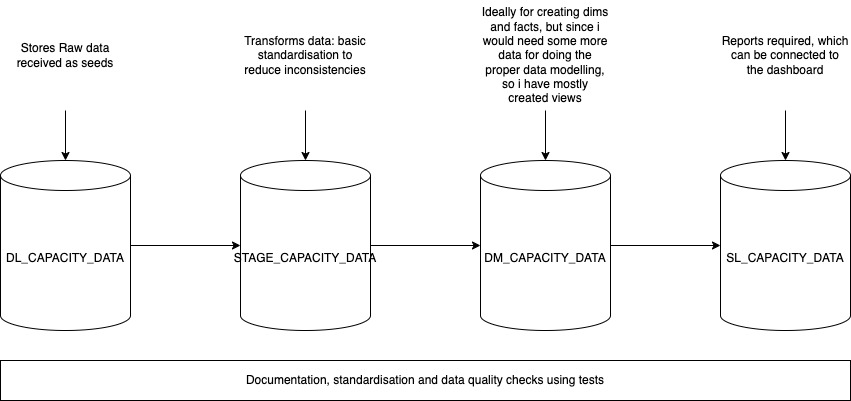 Stores Raw data
received as seeds
Transforms data: basic
standardisation to
reduce inconsistencies
Ideally for creating dims
and facts, but since i
would need some more
data for doing the
proper data modelling,
so i have mostly
created views
Reports required, which
can be connected to
the dashboard
DL_CAPACITY_DATA
STAGE_CAPACITY_DATA
DM_CAPACITY_DATA
SL_CAPACITY_DATA
Documentation, standardisation and data quality checks using tests